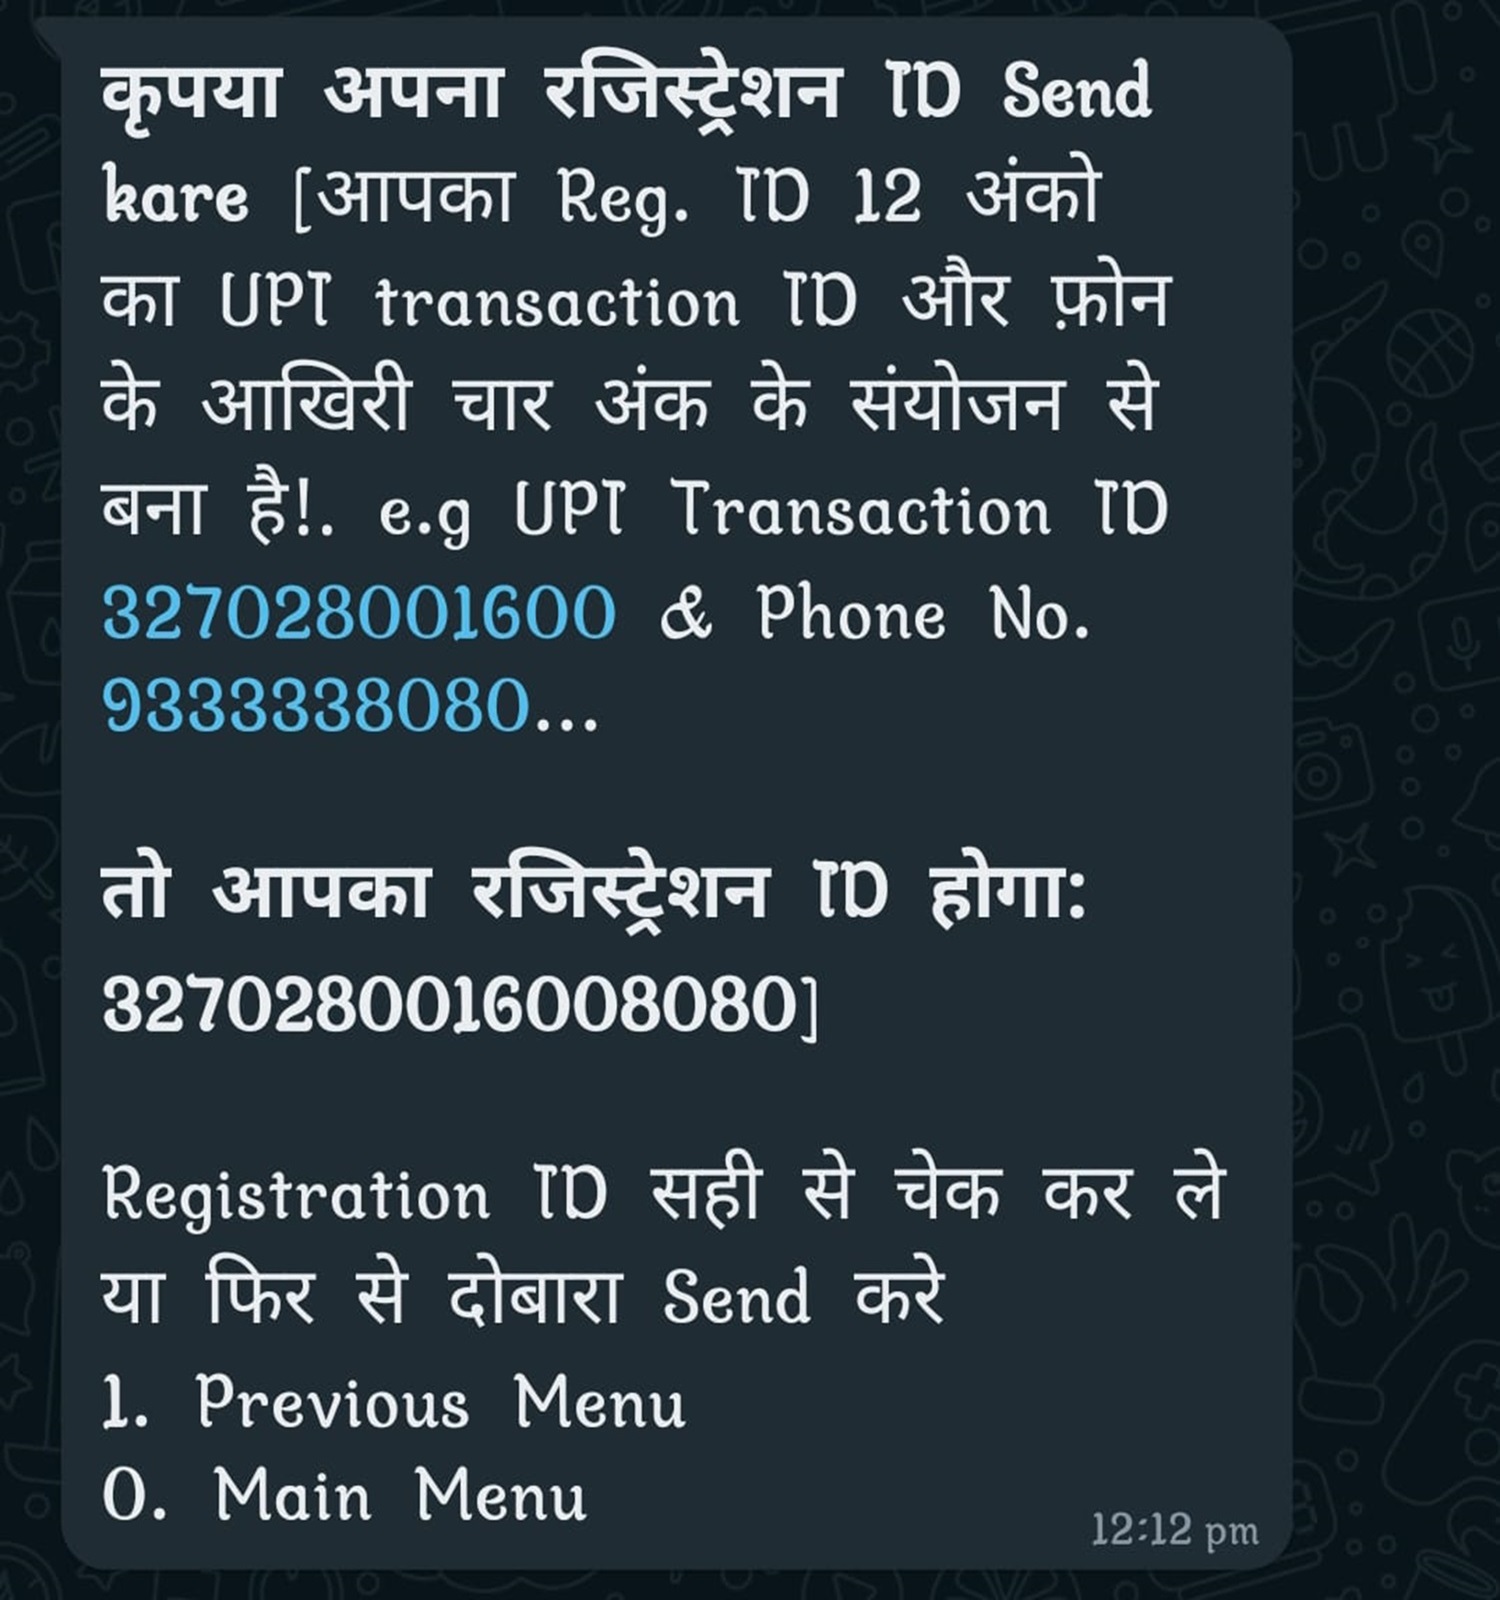 कृपया अपना रजिस्ट्रेशन ID Send
kare [आपका Reg. ID 12 अंको
का UPI transaction ID और फ़ोन
के आखिरी चार अंक के संयोजन से
बना है!. e.g UPI Transaction ID
327028001600 & Phone No.
9333338080...
तो आपका रजिस्ट्रेशन ID होगा:
3270280016008080]
Registration ID सही से चेक कर ले
या फिर से दोबारा Send करे
1. Previous Menu
0. Main Menu
12:12 pm